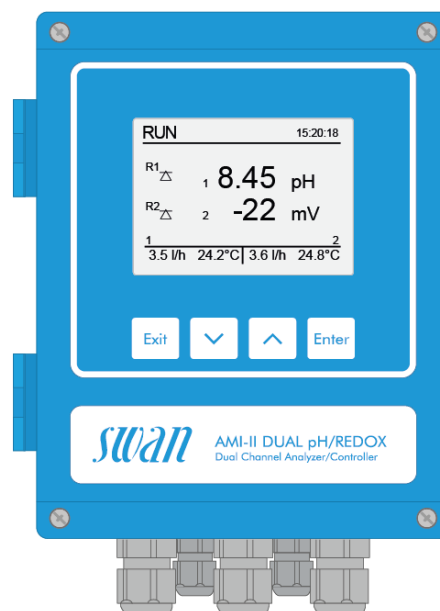 RUN 15:20:18
R1 1 8.45 pH
R2 2 -22 mV
1 2
3.5 l/h 24.2°C 3.6 l/h 24.8°C
Exit Enter
swan AMI-II DUAL pH/REDOX
Dual Channel Analyzer/Controller